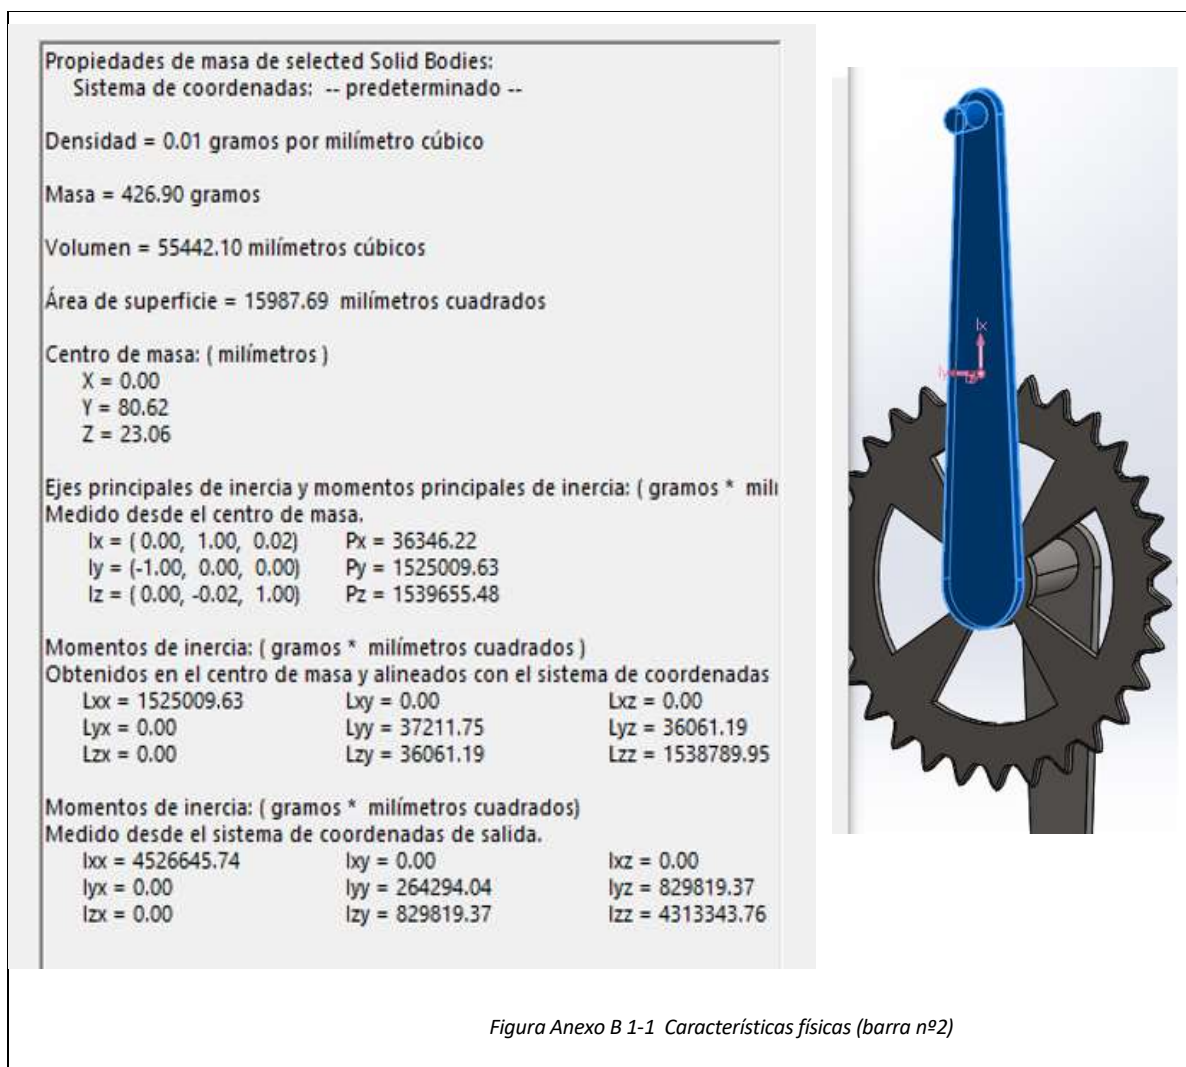 Propiedades de masa de selected Solid Bodies:
Sistema de coordenadas: -- predeterminado --
Densidad = 0.01 gramos por milímetro cúbico
Masa = 426.90 gramos
Volumen = 55442.10 milímetros cúbicos
Área de superficie = 15987.69 milímetros cuadrados
Centro de masa: ( milímetros )
X = 0.00
Y = 80.62
Z = 23.06
Ejes principales de inercia y momentos principales de inercia: ( gramos * mili
Medido desde el centro de masa.
Ix = ( 0.00, 1.00, 0.02) Px = 36346.22
Iy = (-1.00, 0.00, 0.00) Py = 1525009.63
Iz = ( 0.00, -0.02, 1.00) Pz = 1539655.48
Momentos de inercia: ( gramos * milímetros cuadrados )
Obtenidos en el centro de masa y alineados con el sistema de coordenadas
Lxx = 1525009.63 Lxy = 0.00 Lxz = 0.00
Lyx = 0.00 Lyy = 37211.75 Lyz = 36061.19
Lzx = 0.00 Lzy = 36061.19 Lzz = 1538789.95
Momentos de inercia: ( gramos * milímetros cuadrados)
Medido desde el sistema de coordenadas de salida.
Ixx = 4526645.74 Ixy = 0.00 Ixz = 0.00
Iyx = 0.00 Iyy = 264294.04 Iyz = 829819.37
Izx = 0.00 Izy = 829819.37 Izz = 4313343.76
Ix
Figura Anexo B 1-1 Características físicas (barra nº2)